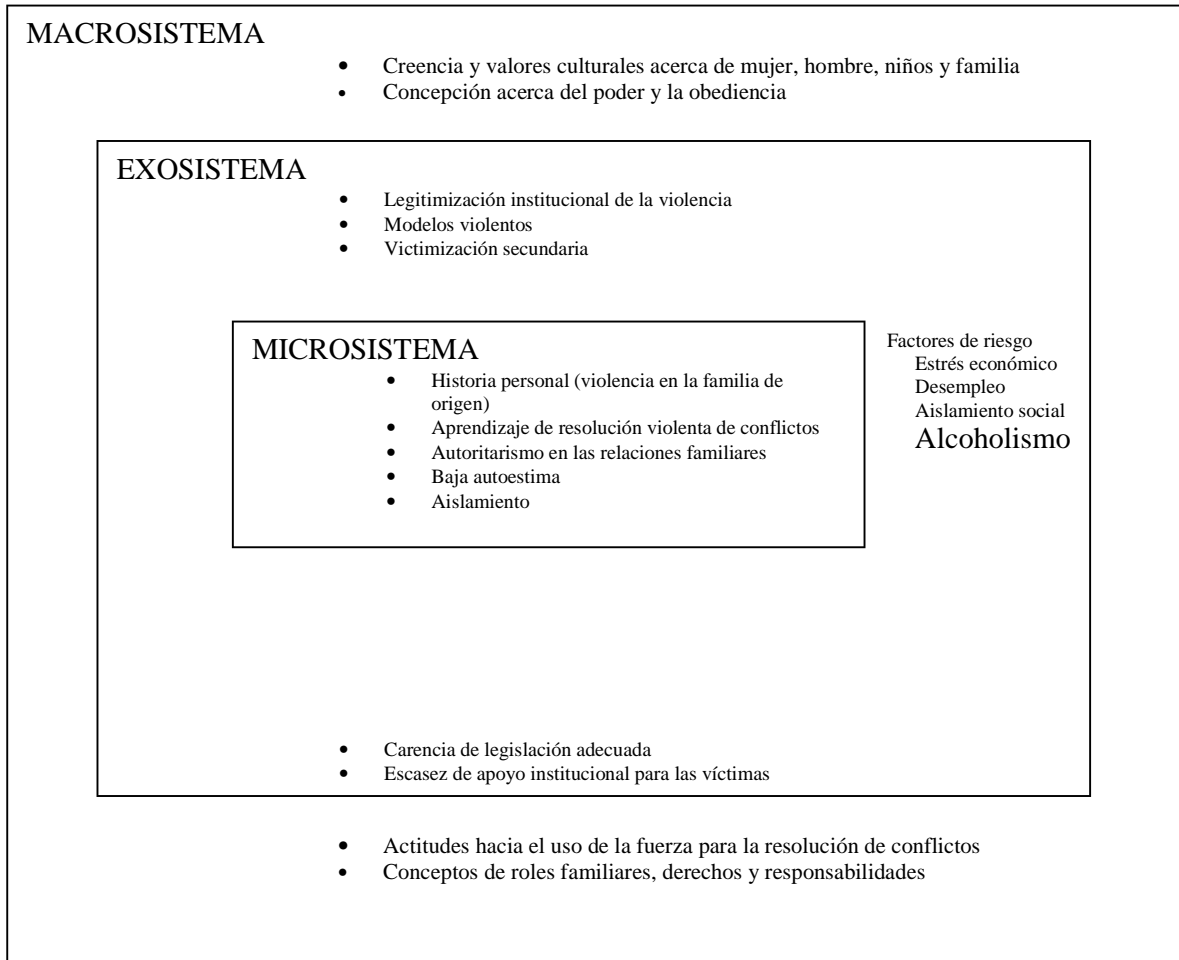 MACROSISTEMA
• Creencia y valores culturales acerca de mujer, hombre, niños y familia
• Concepción acerca del poder y la obediencia
EXOSISTEMA
• Legitimización institucional de la violencia
• Modelos violentos
• Victimización secundaria
MICROSISTEMA
• Historia personal (violencia en la familia de
origen)
• Aprendizaje de resolución violenta de conflictos
• Autoritarismo en las relaciones familiares
• Baja autoestima
• Aislamiento
Factores de riesgo
Estrés económico
Desempleo
Aislamiento social
Alcoholismo
• Carencia de legislación adecuada
• Escasez de apoyo institucional para las víctimas
• Actitudes hacia el uso de la fuerza para la resolución de conflictos
• Conceptos de roles familiares, derechos y responsabilidades